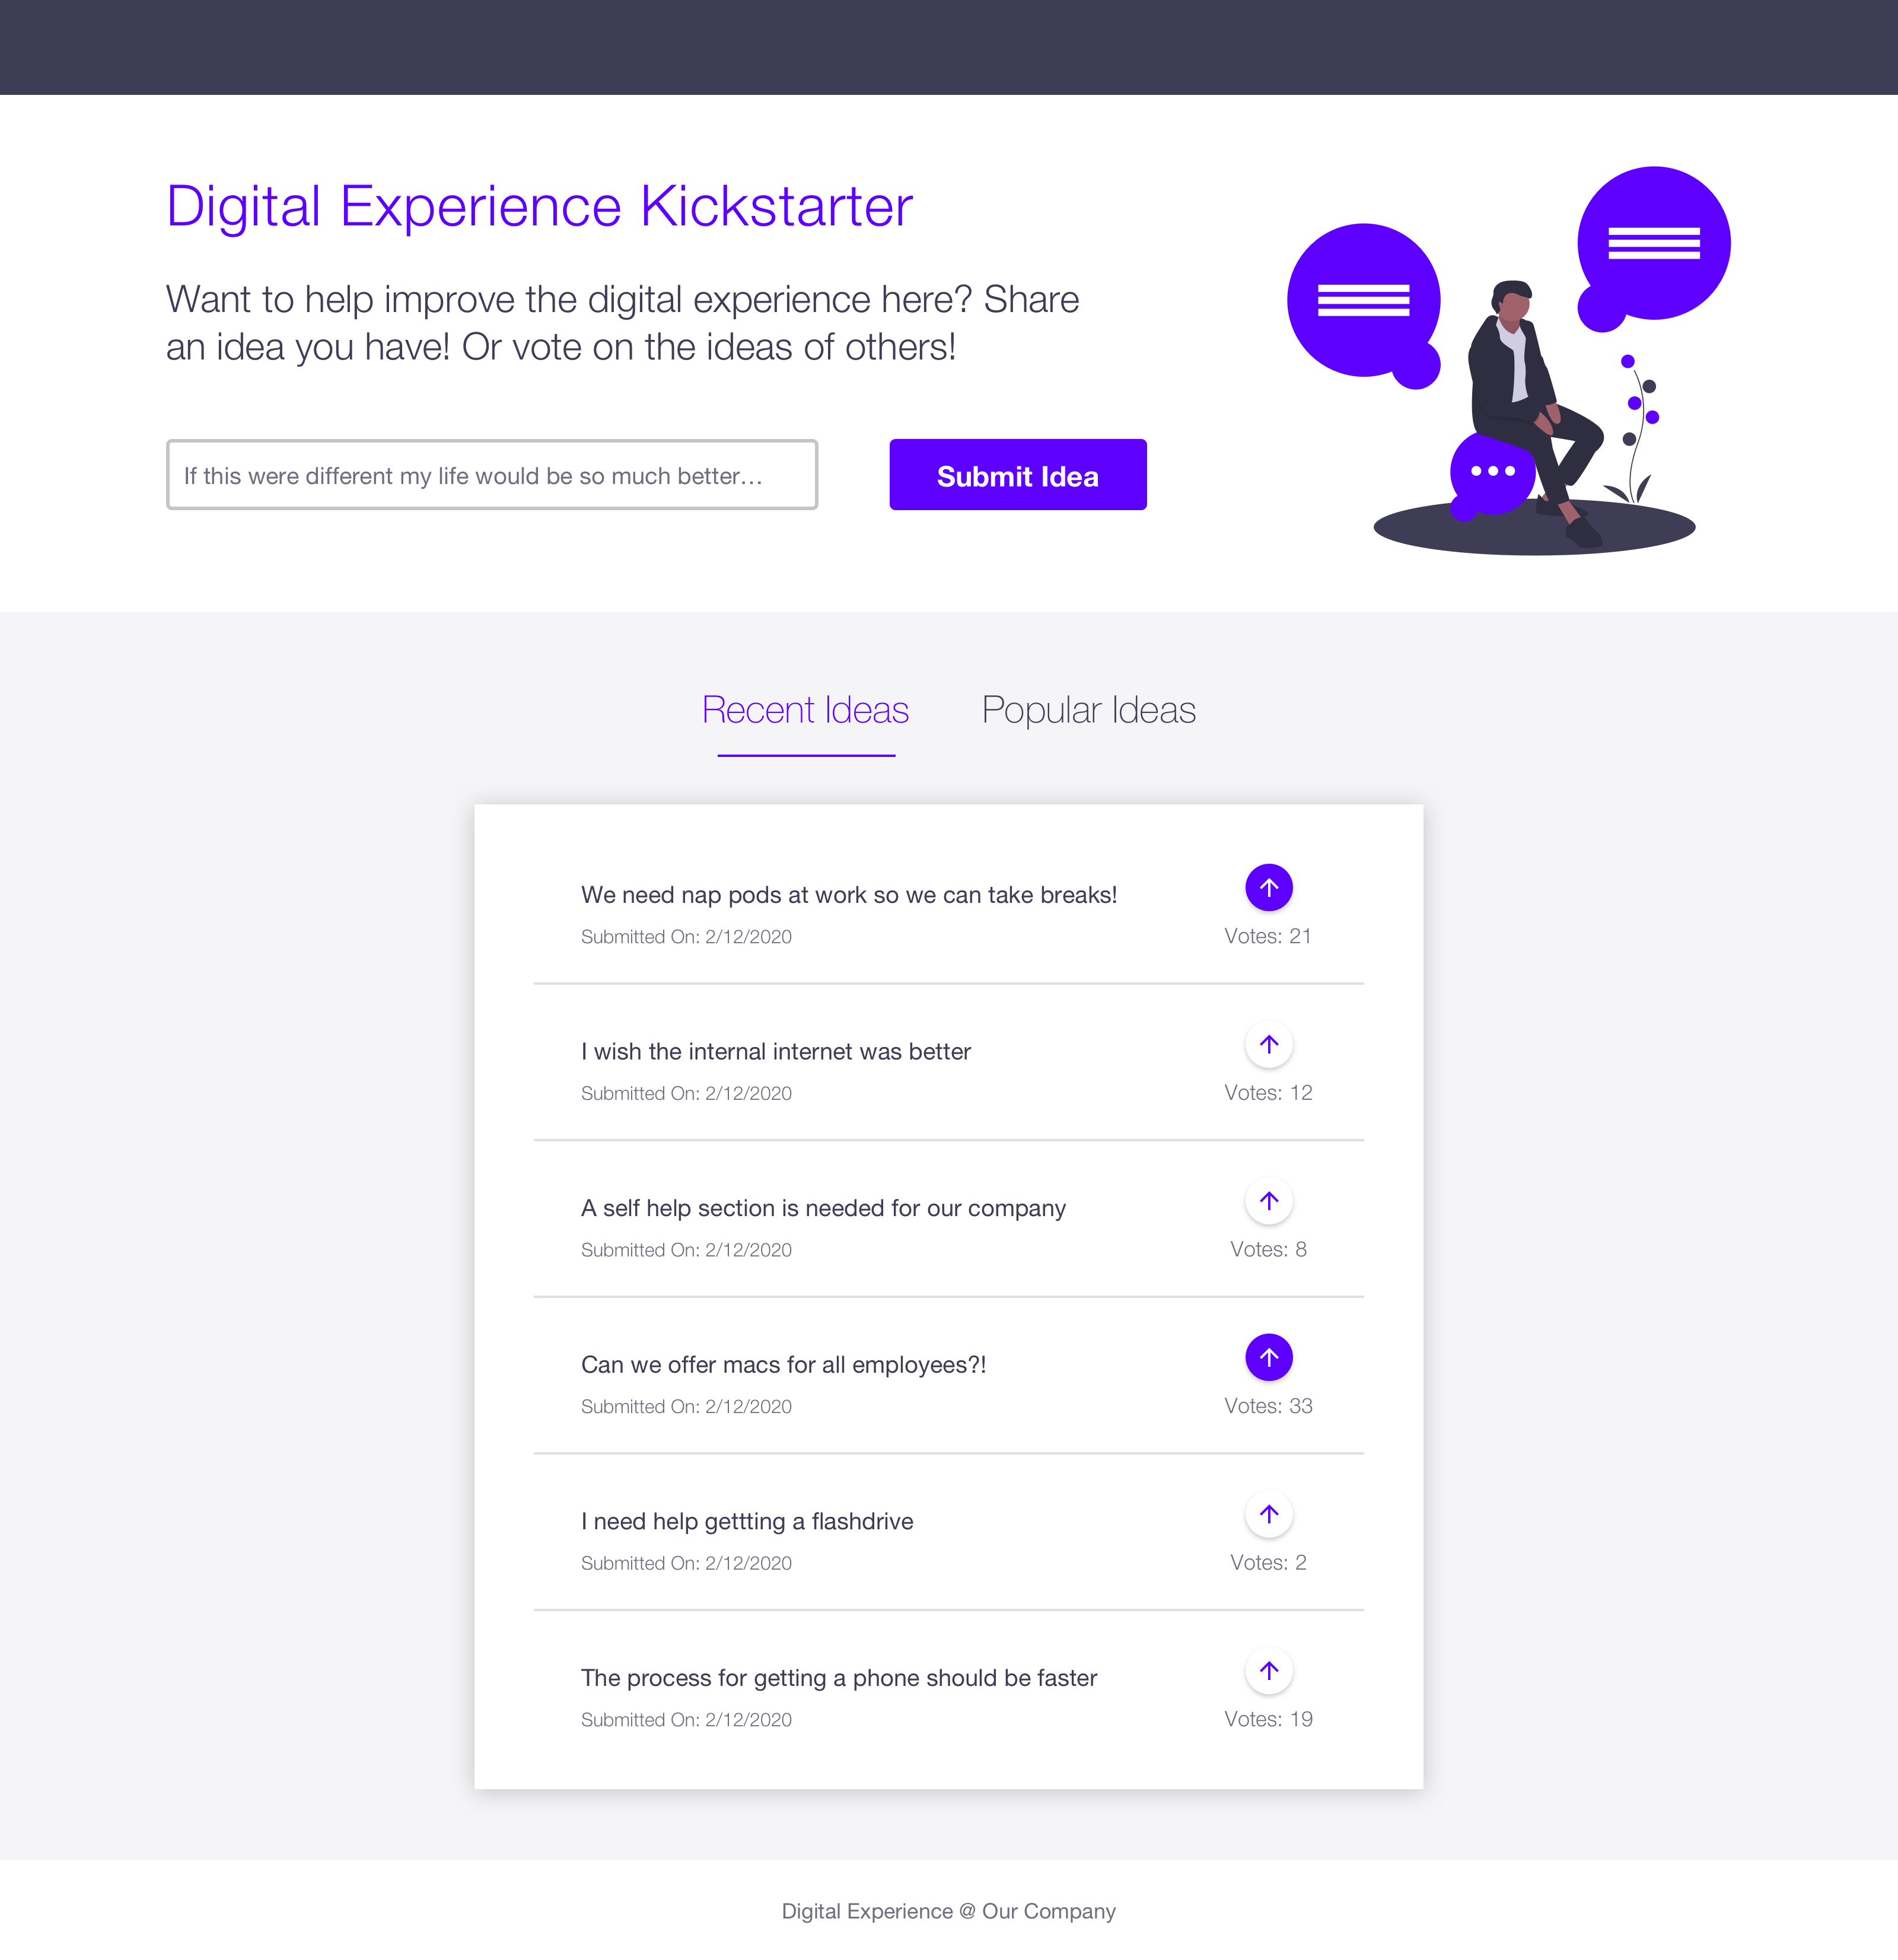 Digital Experience Kickstarter
Want to help improve the digital experience here? Share
an idea you have! Or vote on the ideas of others!
If this were different my life would be so much better...
Submit Idea
Recent Ideas
Popular Ideas
We need nap pods at work so we can take breaks!
Submitted On: 2/12/2020
Votes: 21
I wish the internal internet was better
Submitted On: 2/12/2020
Votes: 12
A self help section is needed for our company
Submitted On: 2/12/2020
Votes: 8
Can we offer macs for all employees?!
Submitted On: 2/12/2020
Votes: 33
I need help gettting a flashdrive
Submitted On: 2/12/2020
Votes: 2
The process for getting a phone should be faster
Submitted On: 2/12/2020
Votes: 19
Digital Experience @ Our Company